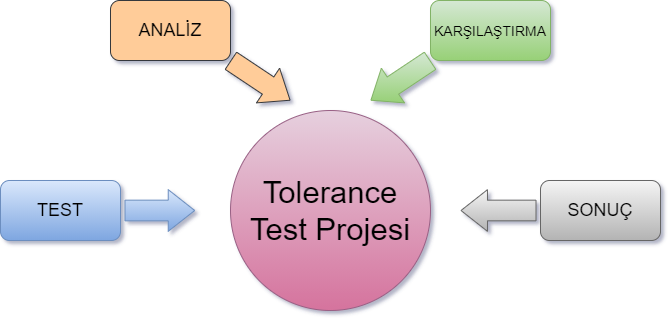 ANALİZ
KARŞILAŞTIRMA
Tolerance
Test Projesi
TEST
SONUÇ